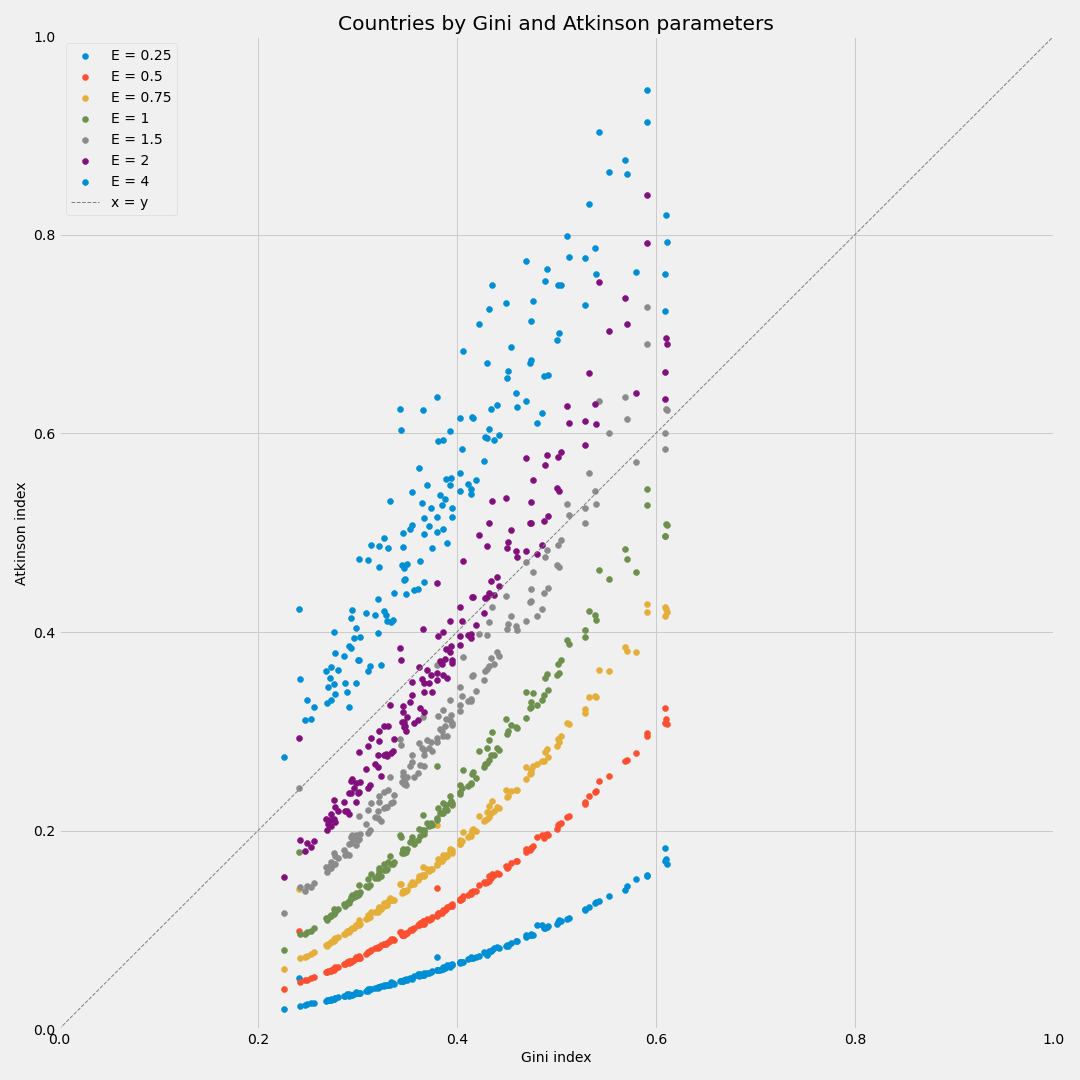 Countries by Gini and Atkinson parameters
1.0
E = 0.25
E = 0.5
E = 0.75
E = 1
E = 1.5
E = 2
E = 4
x = y
0.8
0.6
Atkinson index
0.4
0.2
0.0
0.0 0.2 0.4 0.6 0.8 1.0
Gini index